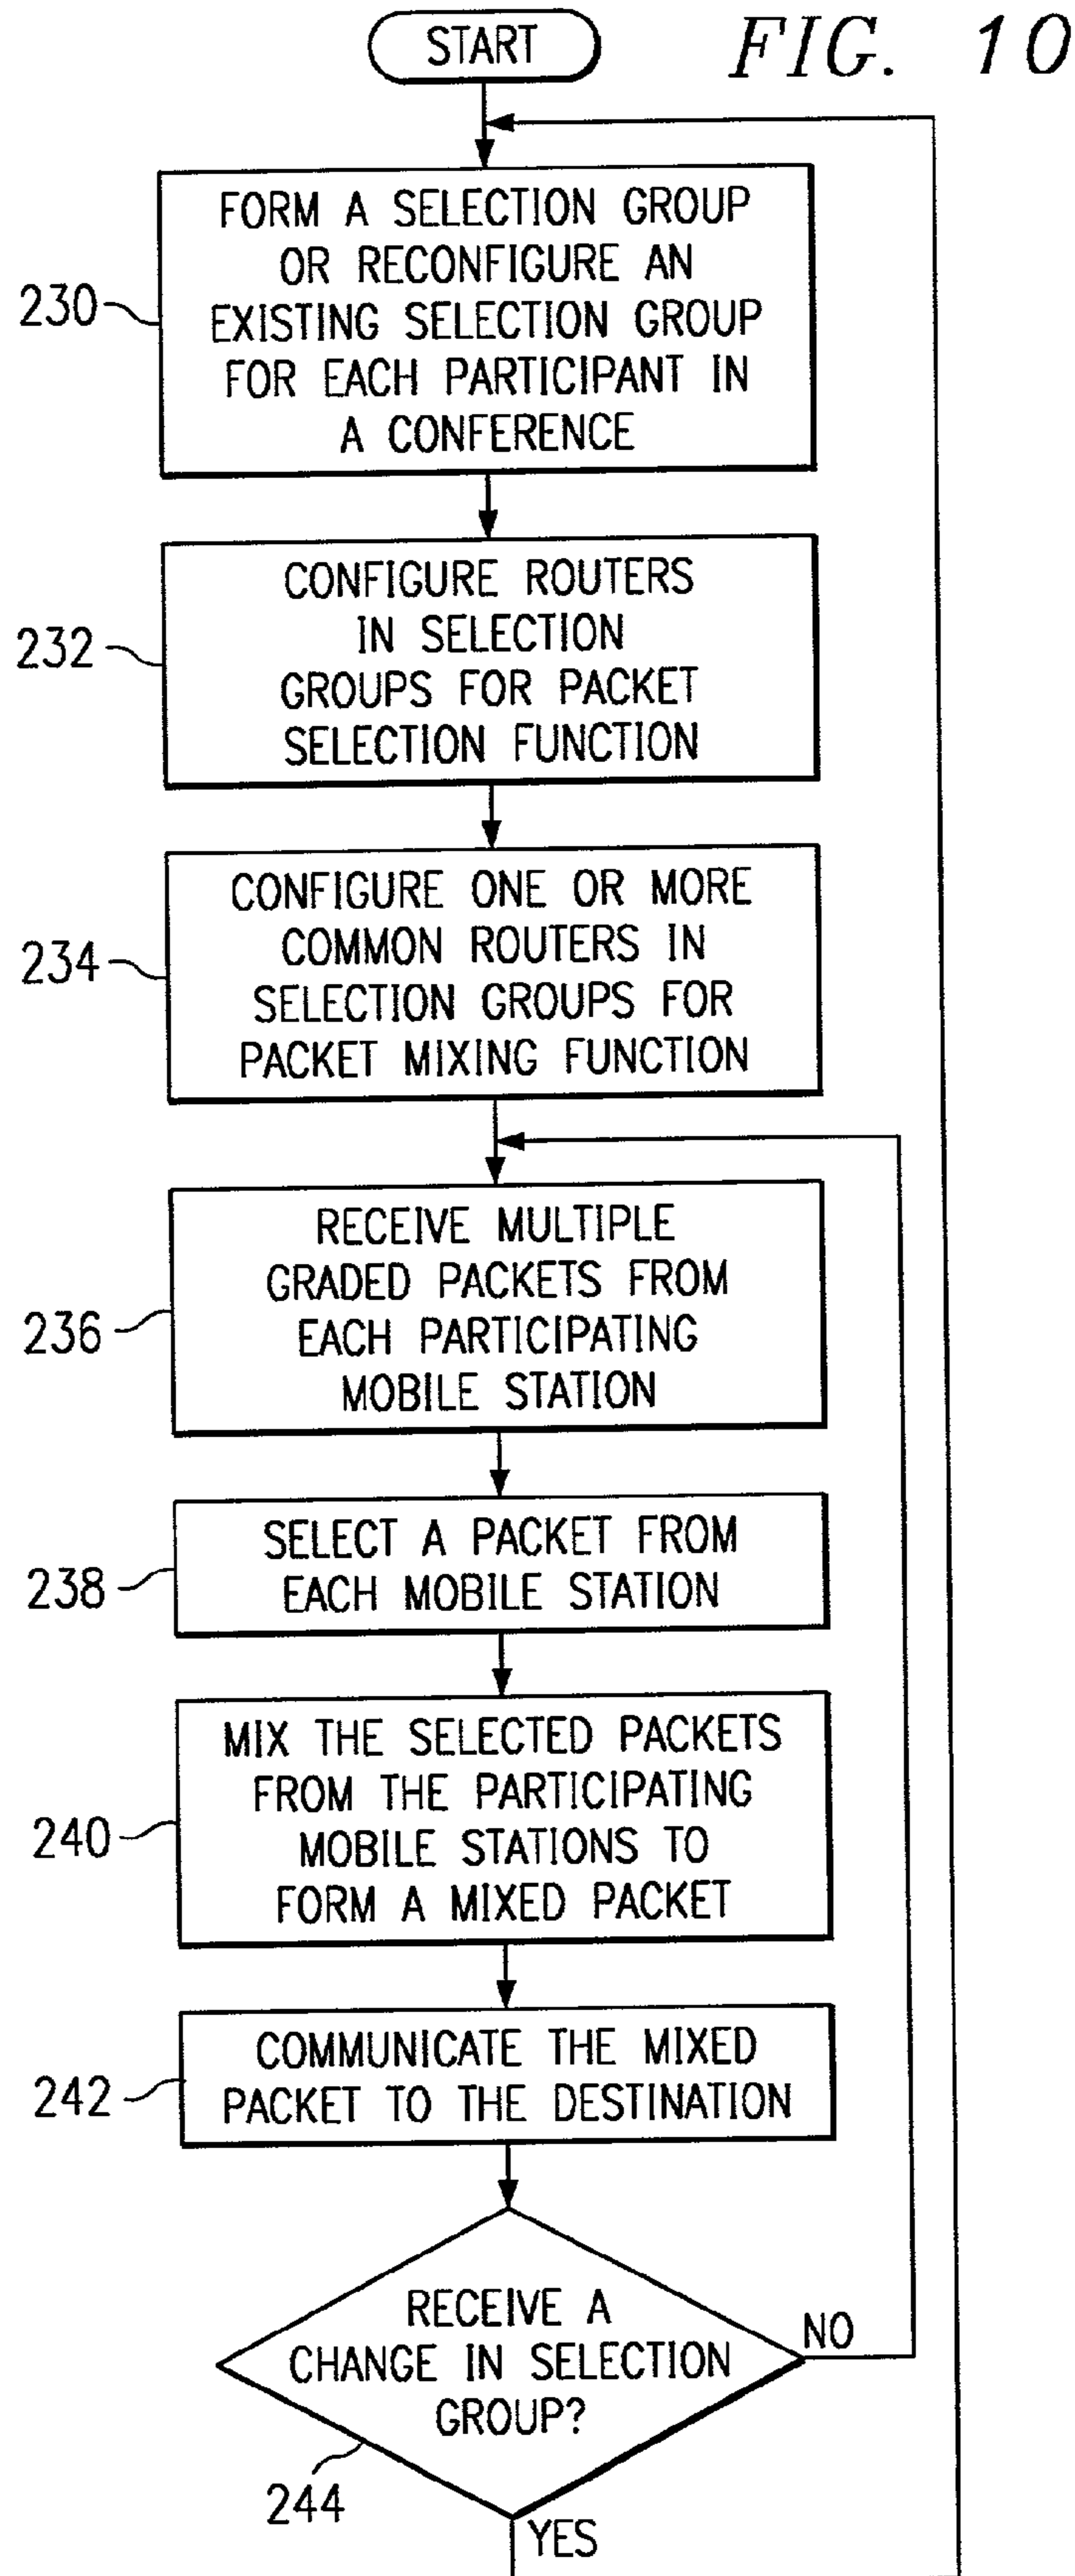 START
FIG. 10
FORM A SELECTION GROUP
OR RECONFIGURE AN
EXISTING SELECTION GROUP
FOR EACH PARTICIPANT IN
A CONFERENCE
230
CONFIGURE ROUTERS
IN SELECTION
GROUPS FOR PACKET
SELECTION FUNCTION
232
CONFIGURE ONE OR MORE
COMMON ROUTERS IN
SELECTION GROUPS FOR
PACKET MIXING FUNCTION
234
RECEIVE MULTIPLE
GRADED PACKETS FROM
EACH PARTICIPATING
MOBILE STATION
236
SELECT A PACKET FROM
EACH MOBILE STATION
238
MIX THE SELECTED PACKETS
FROM THE PARTICIPATING
MOBILE STATIONS TO
FORM A MIXED PACKET
240
COMMUNICATE THE MIXED
PACKET TO THE DESTINATION
242
RECEIVE A
CHANGE IN SELECTION
GROUP?
NO
244
YES